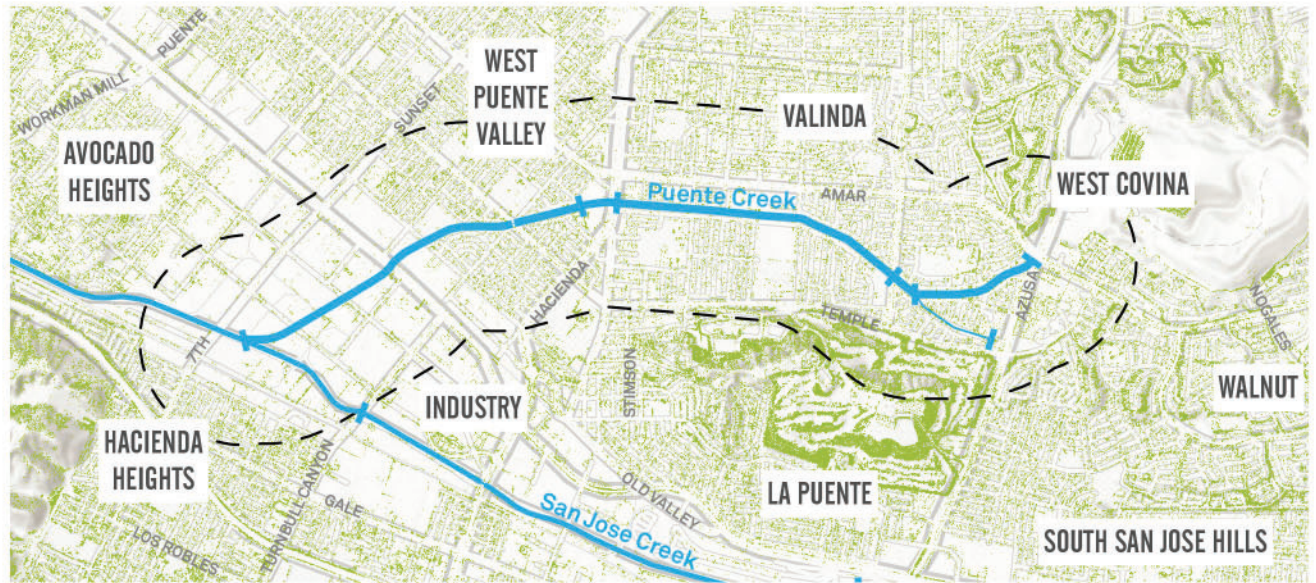 PUENTE
WORKMAN MILL
SUNSET
WEST
PUENTE
VALLEY
VALINDA
AVOCADO
HEIGHTS
WEST COVINA
Puente Creek
AMAR
HACIENDA
AZUSA
NOGALES
TEMPLE
7TH
STIMSON
INDUSTRY
WALNUT
HACIENDA
HEIGHTS
TURNBULL CANYON
GALE
LOS ROBLES
OLD VALLEY
LA PUENTE
San Jose Creek
SOUTH SAN JOSE HILLS